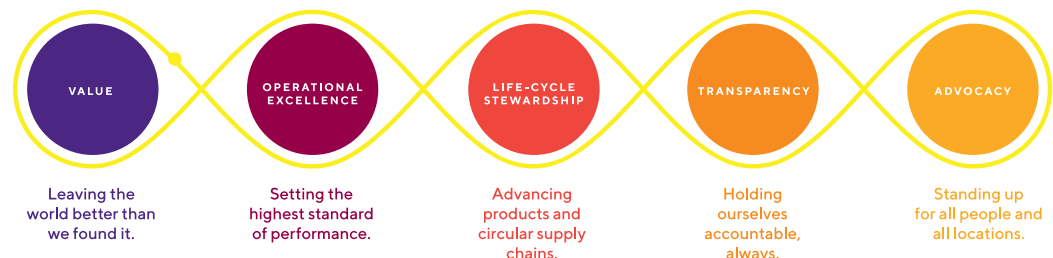 VALUE
OPERATIONAL
EXCELLENCE
LIFE-CYCLE
STEWARDSHIP
TRANSPARENCY
ADVOCACY
Leaving the
world better than
we found it.
Setting the
highest standard
of performance.
Advancing
products and
circular supply
chains.
Holding
ourselves
accountable,
always.
Standing up
for all people and
all locations.